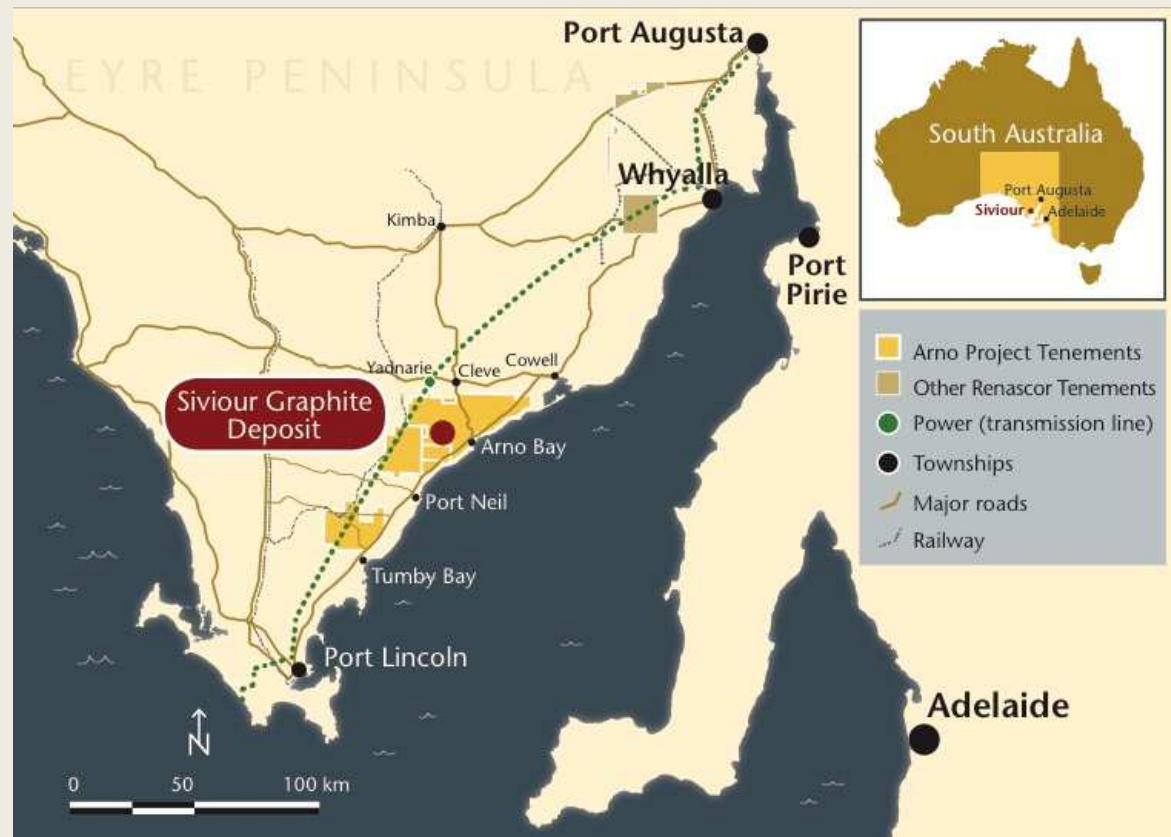 EYRE PENINSULA
Port Augusta
Whyalla
Kimba
Port
Pirie
Yadnarie
Cleve
Cowell
Siviour Graphite
Deposit
Arno Bay
Port Neil
Tumby Bay
Port Lincoln
Adelaide
N
0 50 100 km
South Australia
Port Augusta
Siviour
Adelaide
Arno Project Tenements
Other Renascor Tenements
Power (transmission line)
Townships
Major roads
Railway